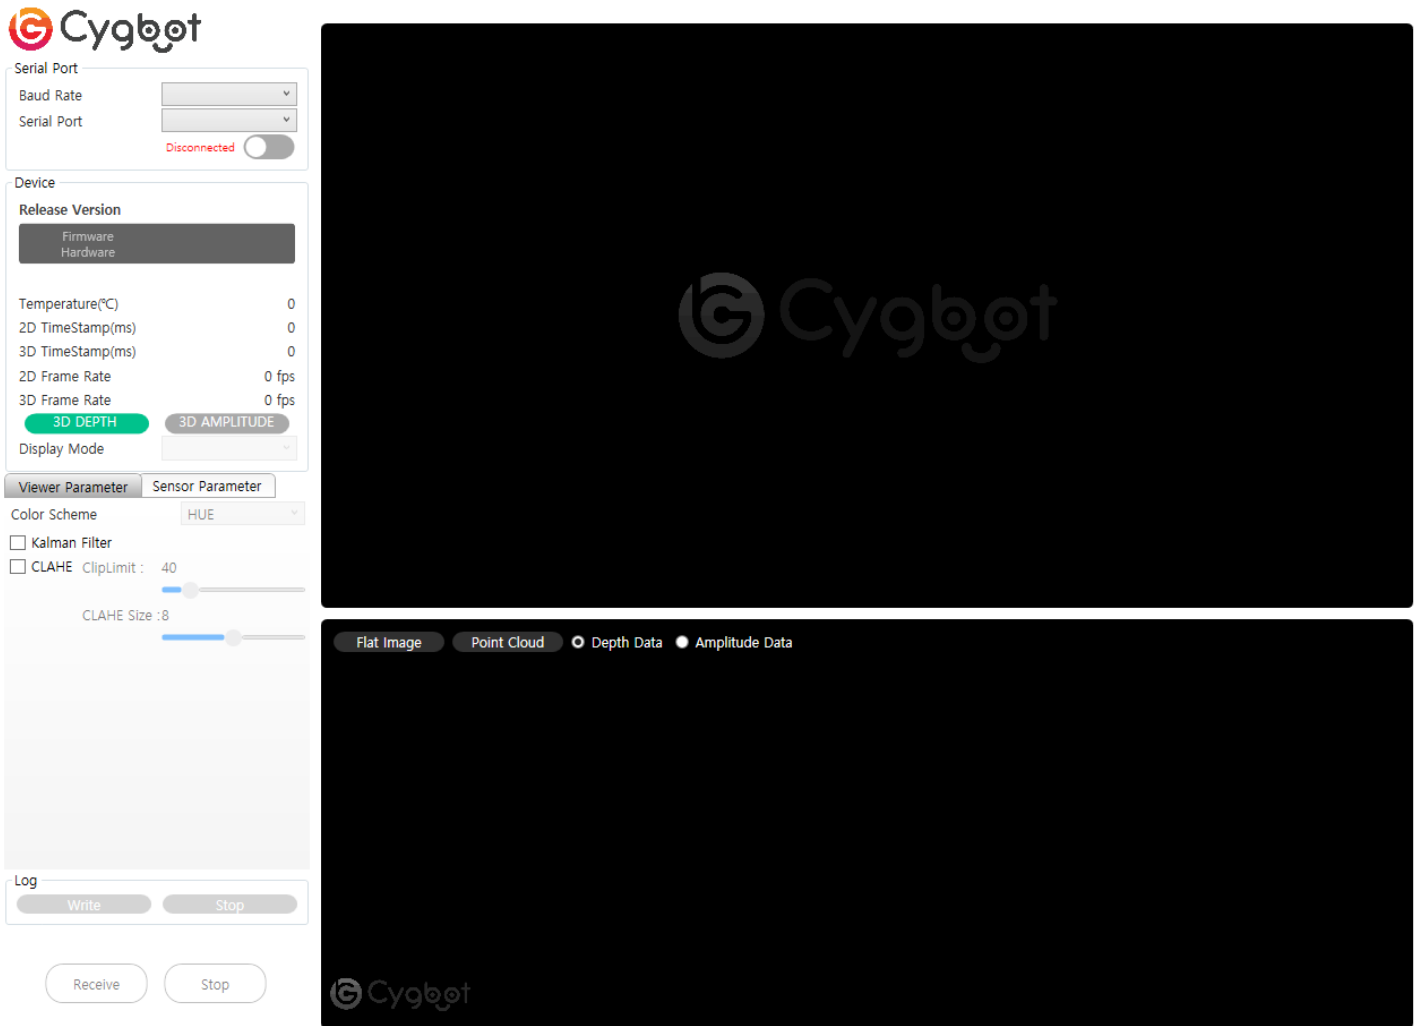 Cygbot
Serial Port
Baud Rate
Serial Port
Disconnected
Device
Release Version
Firmware
Hardware
Temperature(℃) 0
2D TimeStamp(ms) 0
3D TimeStamp(ms) 0
2D Frame Rate 0 fps
3D Frame Rate 0 fps
3D DEPTH 3D AMPLITUDE
Display Mode
Viewer Parameter Sensor Parameter
Color Scheme HUE
Kalman Filter
CLAHE ClipLimit : 40
CLAHE Size :8
Log
Write Stop
Receive Stop
Cygbot
Flat Image Point Cloud Depth Data Amplitude Data
Cygbot